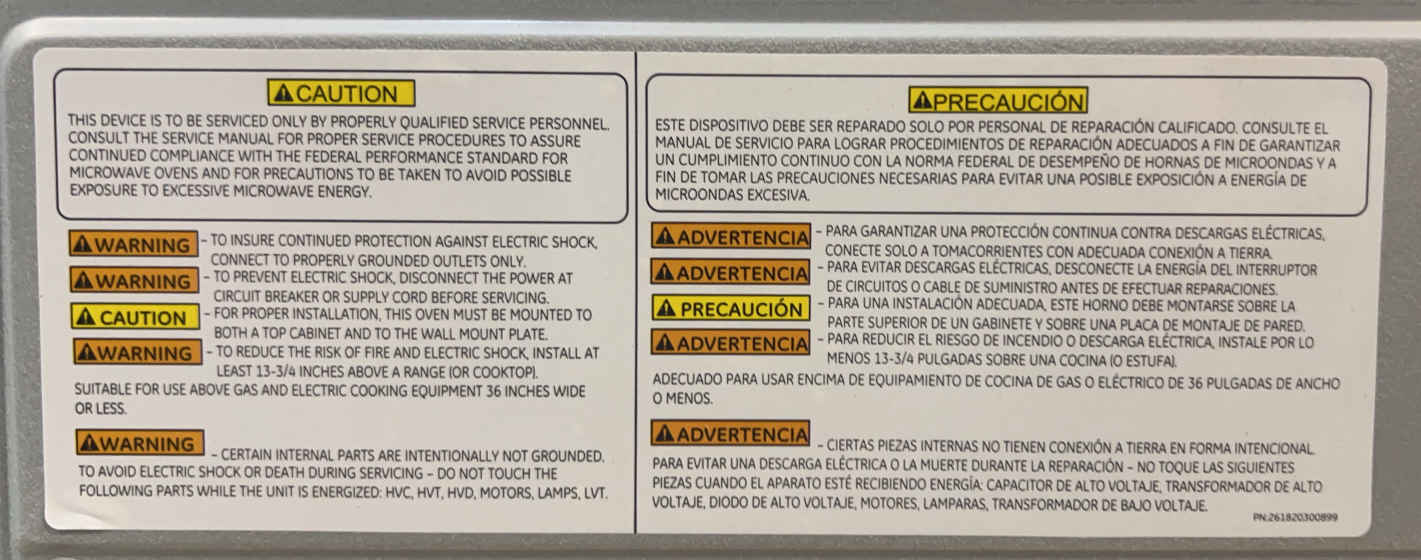 CAUTION
THIS DEVICE IS TO BE SERVICED ONLY BY PROPERLY QUALIFIED SERVICE PERSONNEL.
CONSULT THE SERVICE MANUAL FOR PROPER SERVICE PROCEDURES TO ASSURE
CONTINUED COMPLIANCE WITH THE FEDERAL PERFORMANCE STANDARD FOR
MICROWAVE OVENS AND FOR PRECAUTIONS TO BE TAKEN TO AVOID POSSIBLE
EXPOSURE TO EXCESSIVE MICROWAVE ENERGY.
WARNING – TO INSURE CONTINUED PROTECTION AGAINST ELECTRIC SHOCK,
CONNECT TO PROPERLY GROUNDED OUTLETS ONLY.
WARNING – TO PREVENT ELECTRIC SHOCK, DISCONNECT THE POWER AT
CIRCUIT BREAKER OR SUPPLY CORD BEFORE SERVICING.
CAUTION – FOR PROPER INSTALLATION, THIS OVEN MUST BE MOUNTED TO
BOTH A TOP CABINET AND TO THE WALL MOUNT PLATE.
WARNING – TO REDUCE THE RISK OF FIRE AND ELECTRIC SHOCK, INSTALL AT
LEAST 13-3/4 INCHES ABOVE A RANGE (OR COOKTOP).
SUITABLE FOR USE ABOVE GAS AND ELECTRIC COOKING EQUIPMENT 36 INCHES WIDE
OR LESS.
WARNING – CERTAIN INTERNAL PARTS ARE INTENTIONALLY NOT GROUNDED.
TO AVOID ELECTRIC SHOCK OR DEATH DURING SERVICING – DO NOT TOUCH THE
FOLLOWING PARTS WHILE THE UNIT IS ENERGIZED: HVC, HVT, HVD, MOTORS, LAMPS, LVT.
PRECAUCIÓN
ESTE DISPOSITIVO DEBE SER REPARADO SOLO POR PERSONAL DE REPARACIÓN CALIFICADO. CONSULTE EL
MANUAL DE SERVICIO PARA LOGRAR PROCEDIMIENTOS DE REPARACIÓN ADECUADOS A FIN DE GARANTIZAR
UN CUMPLIMIENTO CONTINUO CON LA NORMA FEDERAL DE DESEMPEÑO DE HORNAS DE MICROONDAS Y A
FIN DE TOMAR LAS PRECAUCIONES NECESARIAS PARA EVITAR UNA POSIBLE EXPOSICIÓN A ENERGÍA DE
MICROONDAS EXCESIVA.
ADVERTENCIA – PARA GARANTIZAR UNA PROTECCIÓN CONTINUA CONTRA DESCARGAS ELÉCTRICAS,
CONECTE SOLO A TOMACORRIENTES CON ADECUADA CONEXIÓN A TIERRA.
ADVERTENCIA – PARA EVITAR DESCARGAS ELÉCTRICAS, DESCONECTE LA ENERGÍA DEL INTERRUPTOR
DE CIRCUITOS O CABLE DE SUMINISTRO ANTES DE EFECTUAR REPARACIONES.
PRECAUCIÓN – PARA UNA INSTALACIÓN ADECUADA, ESTE HORNO DEBE MONTARSE SOBRE LA
PARTE SUPERIOR DE UN GABINETE Y SOBRE UNA PLACA DE MONTAJE DE PARED.
ADVERTENCIA – PARA REDUCIR EL RIESGO DE INCENDIO O DESCARGA ELÉCTRICA, INSTALE POR LO
MENOS 13-3/4 PULGADAS SOBRE UNA COCINA (O ESTUFA).
ADECUADO PARA USAR ENCIMA DE EQUIPAMIENTO DE COCINA DE GAS O ELÉCTRICO DE 36 PULGADAS DE ANCHO
O MENOS.
ADVERTENCIA – CIERTAS PIEZAS INTERNAS NO TIENEN CONEXIÓN A TIERRA EN FORMA INTENCIONAL.
PARA EVITAR UNA DESCARGA ELÉCTRICA O LA MUERTE DURANTE LA REPARACIÓN – NO TOQUE LAS SIGUIENTES
PIEZAS CUANDO EL APARATO ESTÉ RECIBIENDO ENERGÍA: CAPACITOR DE ALTO VOLTAJE, TRANSFORMADOR DE ALTO
VOLTAJE, DIODO DE ALTO VOLTAJE, MOTORES, LAMPARAS, TRANSFORMADOR DE BAJO VOLTAJE.
PN:261820300899